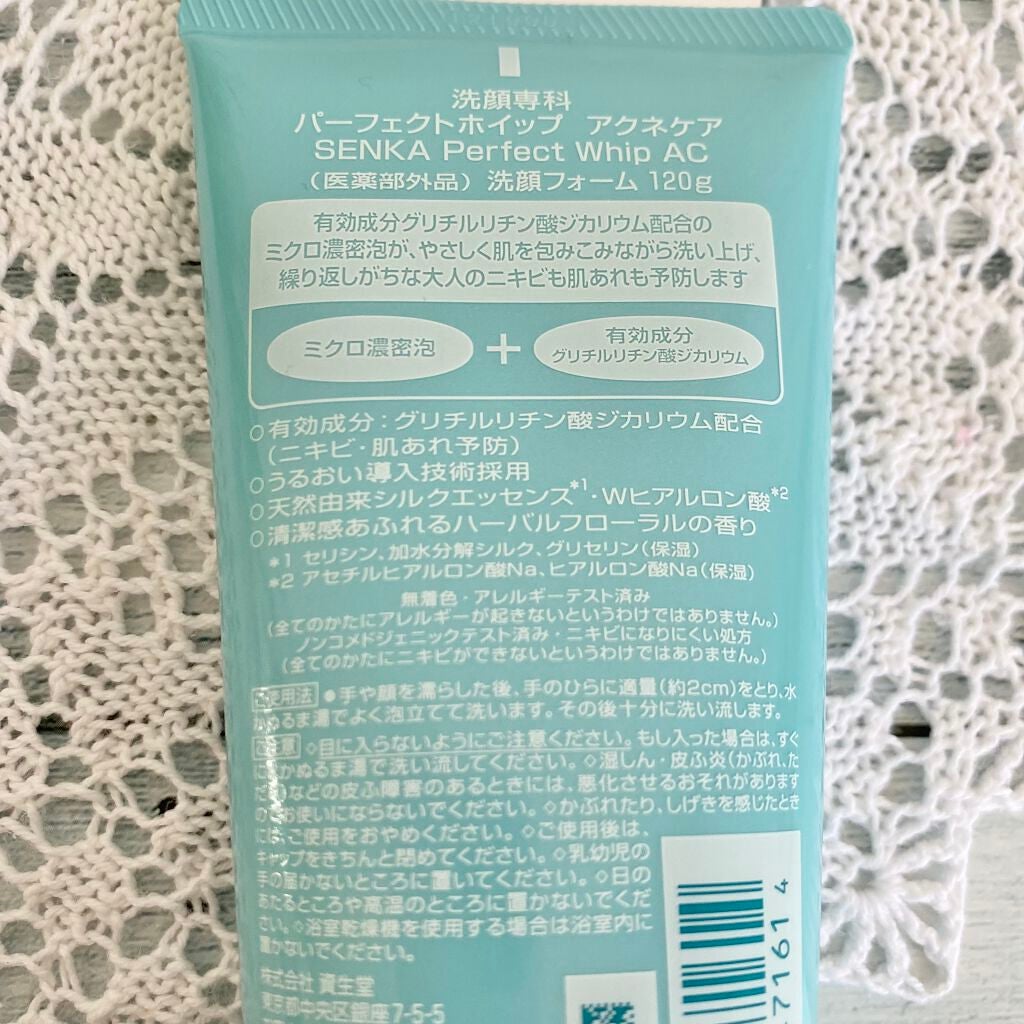 洗顔専科
パーフェクトホイップ アクネケア
SENKA Perfect Whip AC
(医薬部外品) 洗顔フォーム 120g
有効成分グリチルリチン酸ジカリウム配合の
ミクロ濃密泡が、やさしく肌を包みこみながら洗い上げ、
繰り返しがちな大人のニキビも肌あれも予防します
ミクロ濃密泡
+
有効成分
グリチルリチン酸ジカリウム
○有効成分：グリチルリチン酸ジカリウム配合
(ニキビ・肌あれ予防)
○うるおい導入技術採用
○天然由来シルクエッセンス*1・Wヒアルロン酸*2
○清潔感あふれるハーバルフローラルの香り
*1 セリシン、加水分解シルク、グリセリン(保湿)
*2 アセチルヒアルロン酸Na、ヒアルロン酸Na(保湿)
無着色・アレルギーテスト済み
(全てのかたにアレルギーが起きないというわけではありません。)
ノンコメドジェニックテスト済み・ニキビになりにくい処方
(全てのかたにニキビができないというわけではありません。)
ご使用法 ●手や顔を濡らした後、手のひらに適量(約2cm)をとり、水
かぬるま湯でよく泡立てて洗います。その後十分に洗い流します。
ご注意 ◇目に入らないようにご注意ください。もし入った場合は、すぐ
に水かぬるま湯で洗い流してください。◇湿しん・皮ふ炎(かぶれ、た
だれ)などの皮ふ障害のあるときには、悪化させるおそれがあります
のでお使いにならないでください。◇かぶれたり、しげきを感じたとき
には、ご使用をおやめください。◇ご使用後は、
キャップをきちんと閉めてください。◇乳幼児の
手の届かないところに置いてください。◇日の
あたるところや高温のところに置かないでくだ
さい。◇浴室乾燥機を使用する場合は浴室内に
置かないでください。
株式会社 資生堂
東京都中央区銀座7-5-5